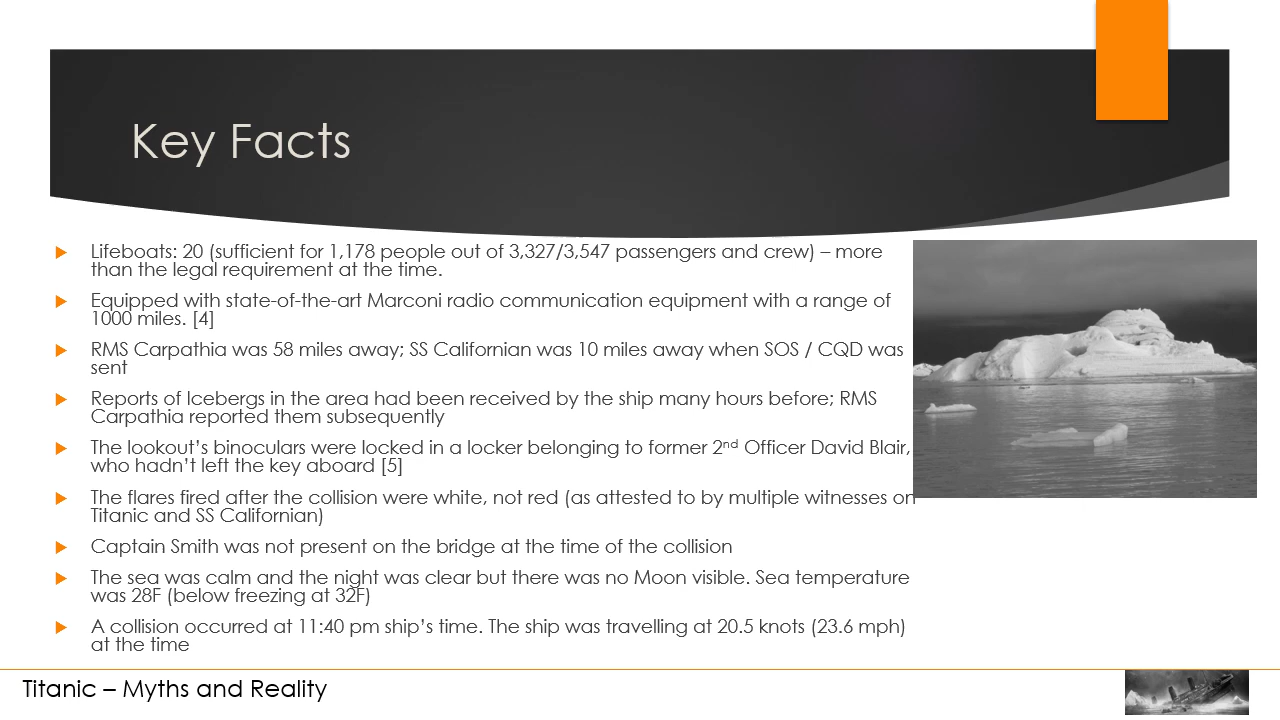 Key Facts
Lifeboats: 20 (sufficient for 1,178 people out of 3,327/3,547 passengers and crew) – more
than the legal requirement at the time.
Equipped with state-of-the-art Marconi radio communication equipment with a range of
1000 miles. [4]
RMS Carpathia was 58 miles away; SS Californian was 10 miles away when SOS / CQD was
sent
Reports of Icebergs in the area had been received by the ship many hours before; RMS
Carpathia reported them subsequently
The lookout’s binoculars were locked in a locker belonging to former 2nd Officer David Blair,
who hadn’t left the key aboard [5]
The flares fired after the collision were white, not red (as attested to by multiple witnesses on
Titanic and SS Californian)
Captain Smith was not present on the bridge at the time of the collision
The sea was calm and the night was clear but there was no Moon visible. Sea temperature
was 28F (below freezing at 32F)
A collision occurred at 11:40 pm ship’s time. The ship was travelling at 20.5 knots (23.6 mph)
at the time
Titanic – Myths and Reality